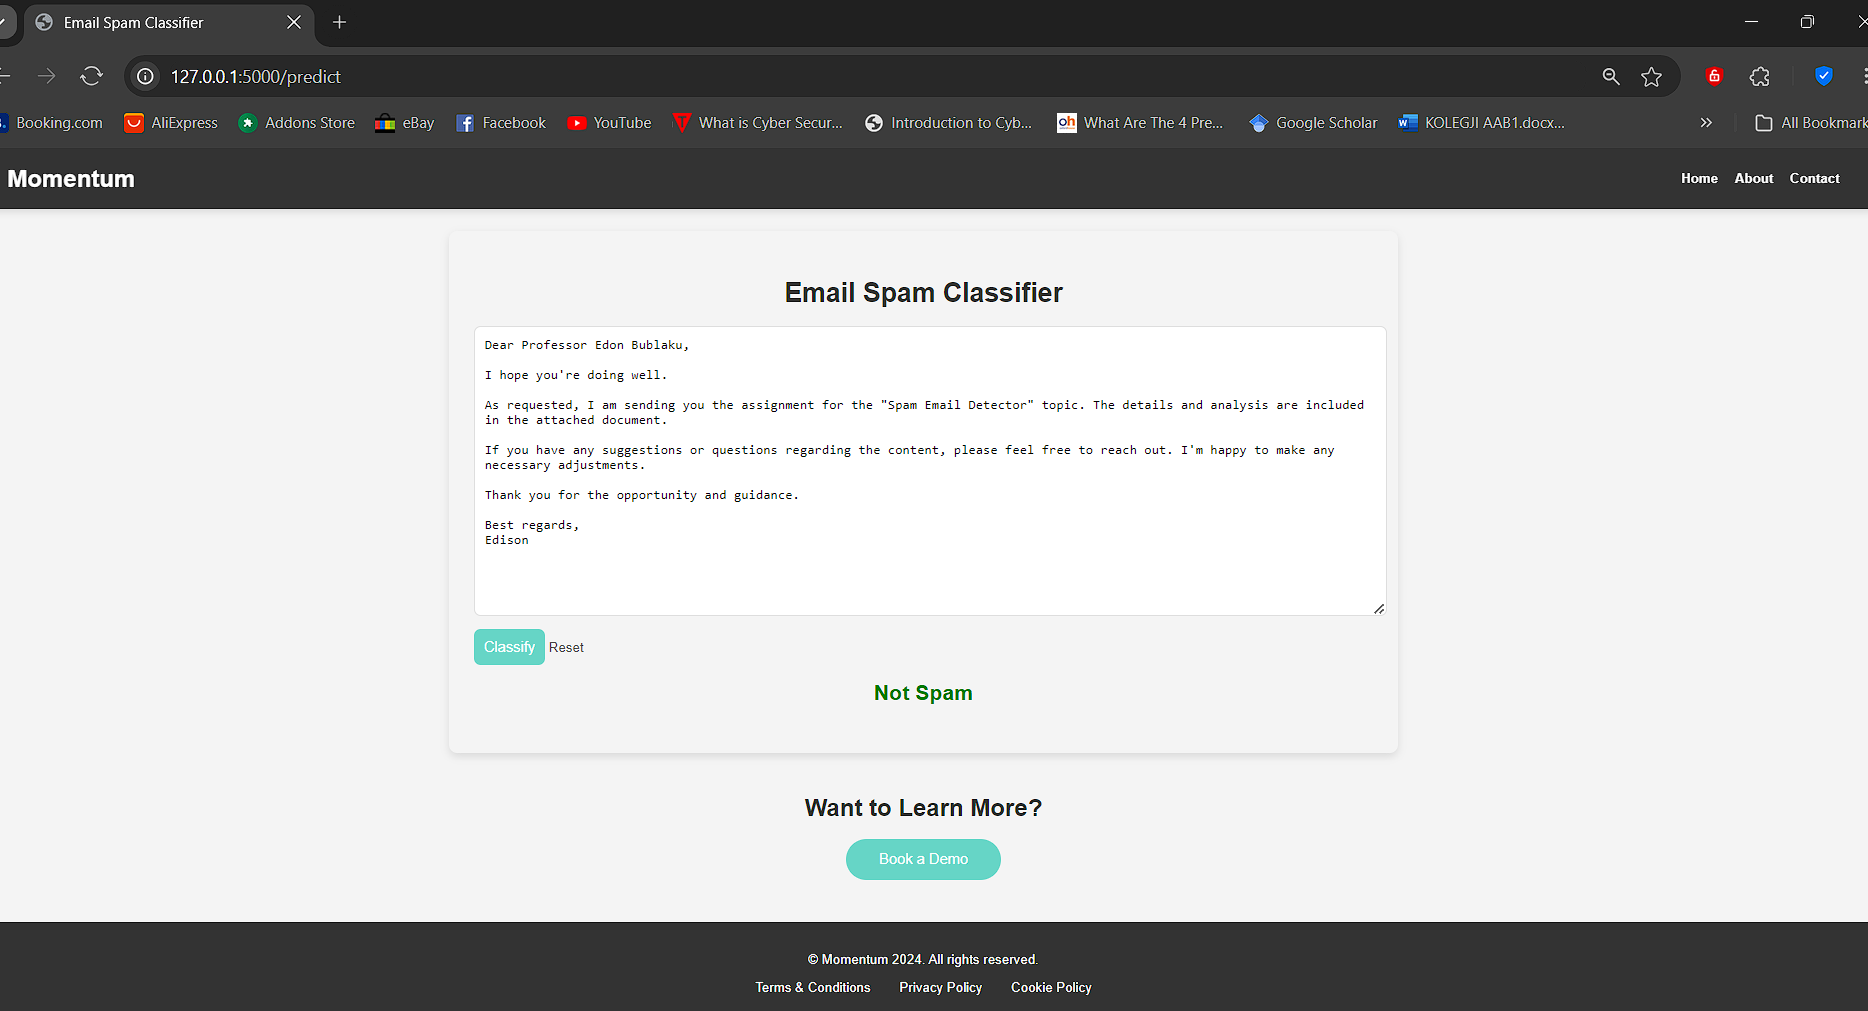 Email Spam Classifier
127.0.0.1:5000/predict
Booking.com AliExpress Addons Store eBay Facebook YouTube What is Cyber Secur... Introduction to Cyb... What Are The 4 Pre... Google Scholar KOLEGJI AAB1.docx... All Bookmark
Momentum Home About Contact
Email Spam Classifier
Dear Professor Edon Bublaku,
I hope you're doing well.
As requested, I am sending you the assignment for the "Spam Email Detector" topic. The details and analysis are included
in the attached document.
If you have any suggestions or questions regarding the content, please feel free to reach out. I'm happy to make any
necessary adjustments.
Thank you for the opportunity and guidance.
Best regards,
Edison
Classify Reset
Not Spam
Want to Learn More?
Book a Demo
© Momentum 2024. All rights reserved.
Terms & Conditions Privacy Policy Cookie Policy